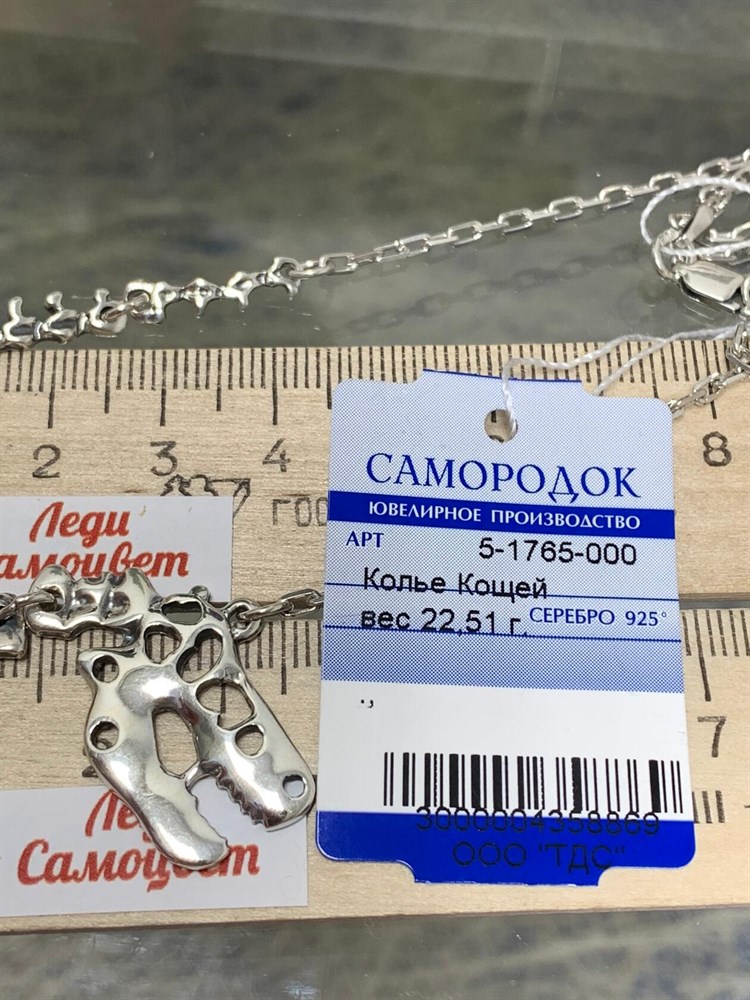 2 3 4 8
ГОС
Леди
Самоцвет
САМОРОДОК
ЮВЕЛИРНОЕ ПРОИЗВОДСТВО
АРТ 5-1765-000
Колье Кощей
вес 22,51 г. СЕРЕБРО 925°
.,
7
3000004358869
ООО "ТДС"
Леди
Самоцвет